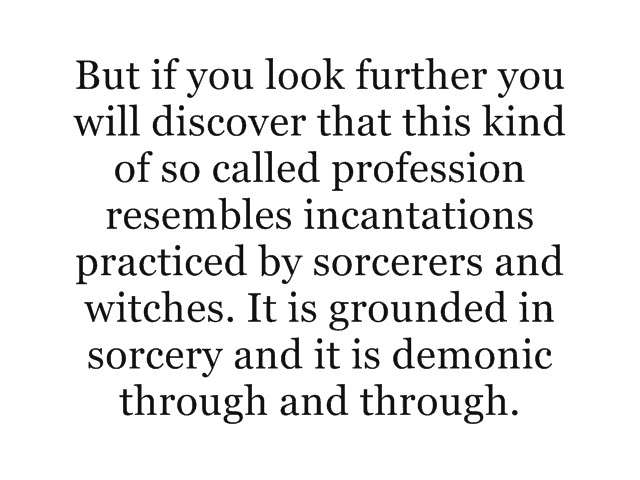 But if you look further you
will discover that this kind
of so called profession
resembles incantations
practiced by sorcerers and
witches. It is grounded in
sorcery and it is demonic
through and through.